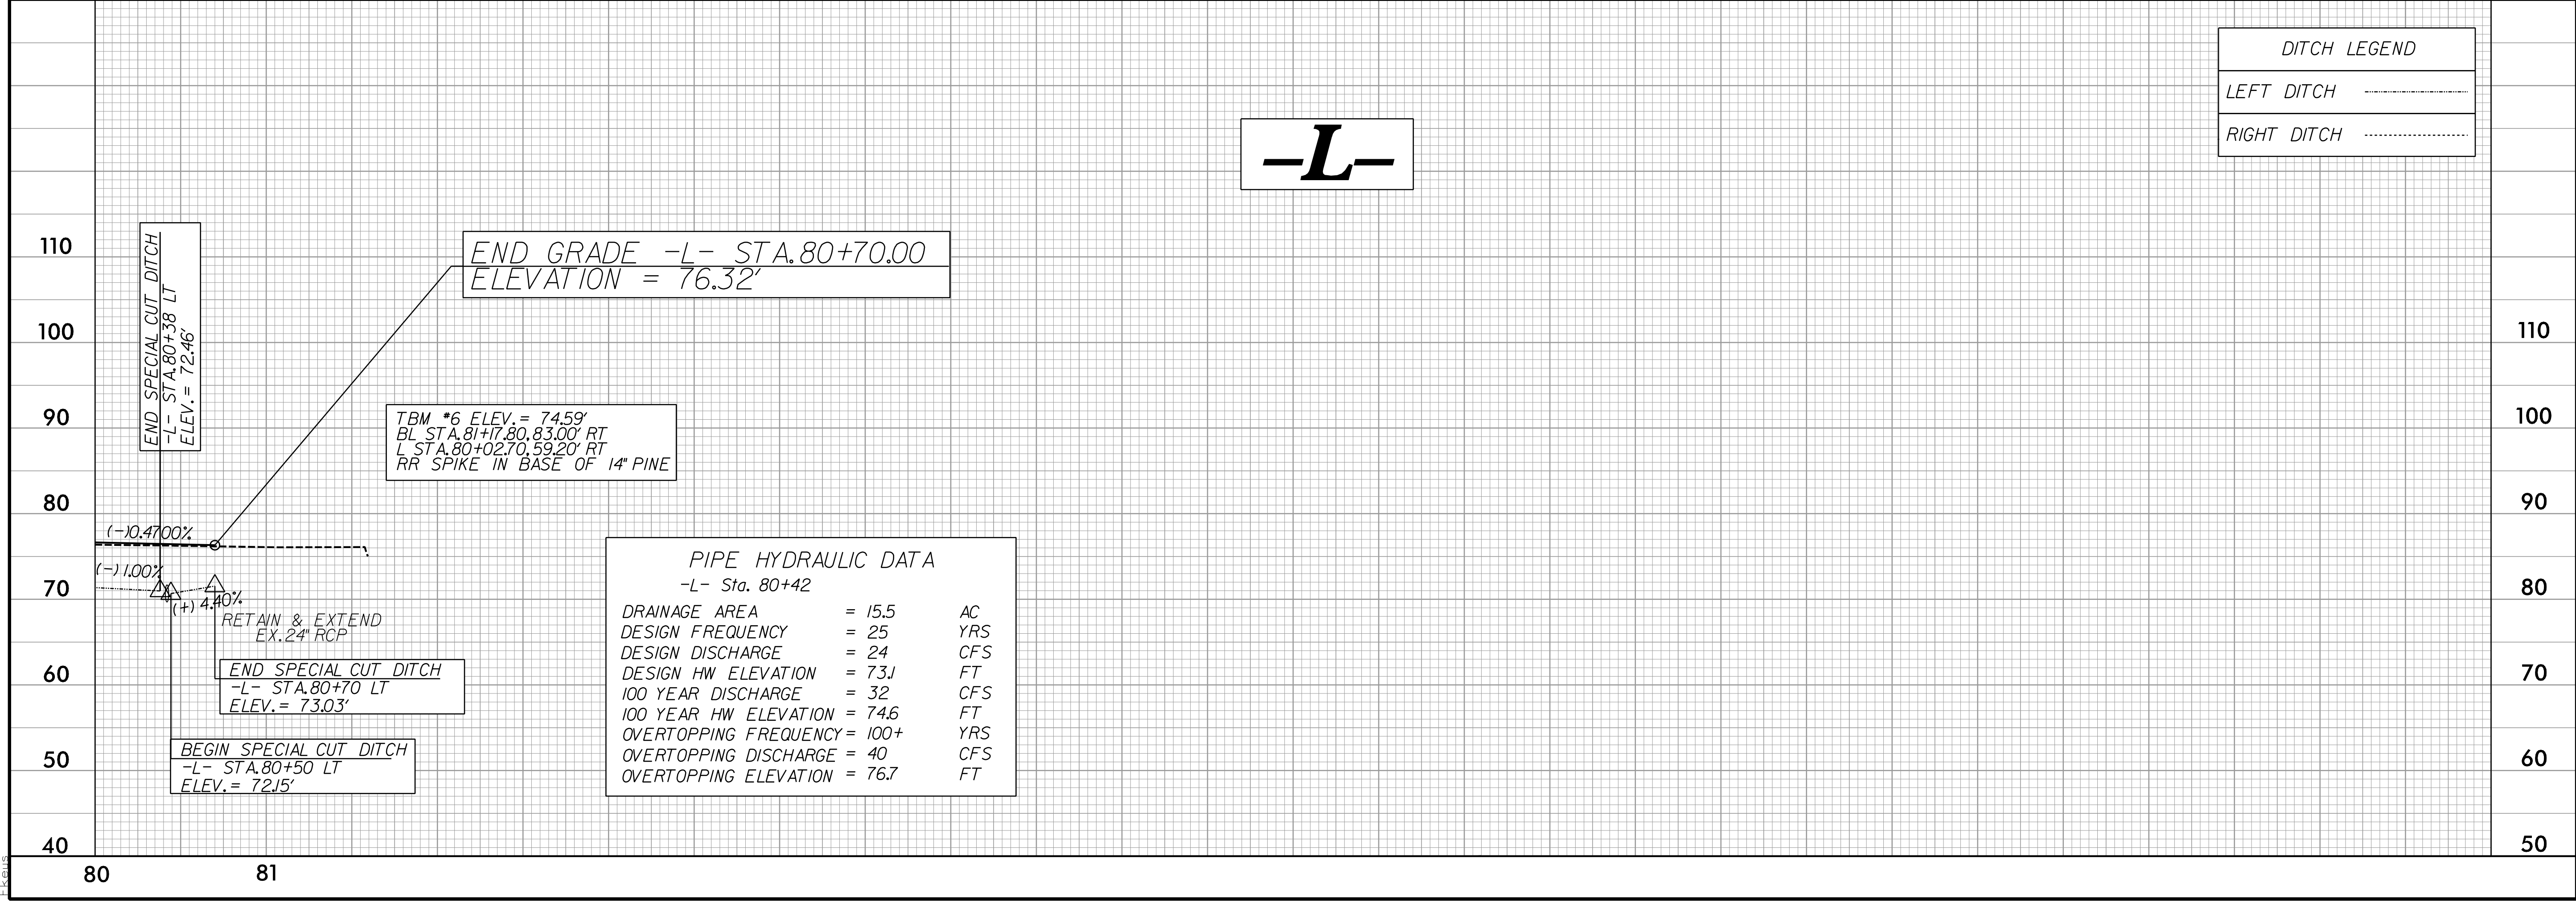 DITCH LEGEND
LEFT DITCH
RIGHT DITCH
-L-
END SPECIAL CUT DITCH
-L- STA.80+38 LT
ELEV.= 72.46'
END GRADE -L- STA.80+70.00
ELEVATION = 76.32'
TBM #6 ELEV.= 74.59'
BL STA.81+17.80,83.00' RT
L STA.80+02.70,59.20' RT
RR SPIKE IN BASE OF 14" PINE
(-)0.4700%
(-)1.00%
(+) 4.40%
RETAIN & EXTEND
EX.24" RCP
END SPECIAL CUT DITCH
-L- STA.80+70 LT
ELEV.= 73.03'
BEGIN SPECIAL CUT DITCH
-L- STA.80+50 LT
ELEV.= 72.15'
PIPE HYDRAULIC DATA
-L- Sta. 80+42
DRAINAGE AREA = 15.5 AC
DESIGN FREQUENCY = 25 YRS
DESIGN DISCHARGE = 24 CFS
DESIGN HW ELEVATION = 73.1 FT
100 YEAR DISCHARGE = 32 CFS
100 YEAR HW ELEVATION = 74.6 FT
OVERTOPPING FREQUENCY= 100+ YRS
OVERTOPPING DISCHARGE = 40 CFS
OVERTOPPING ELEVATION = 76.7 FT
110
100
90
80
70
60
50
40
110
100
90
80
70
60
50
80 81